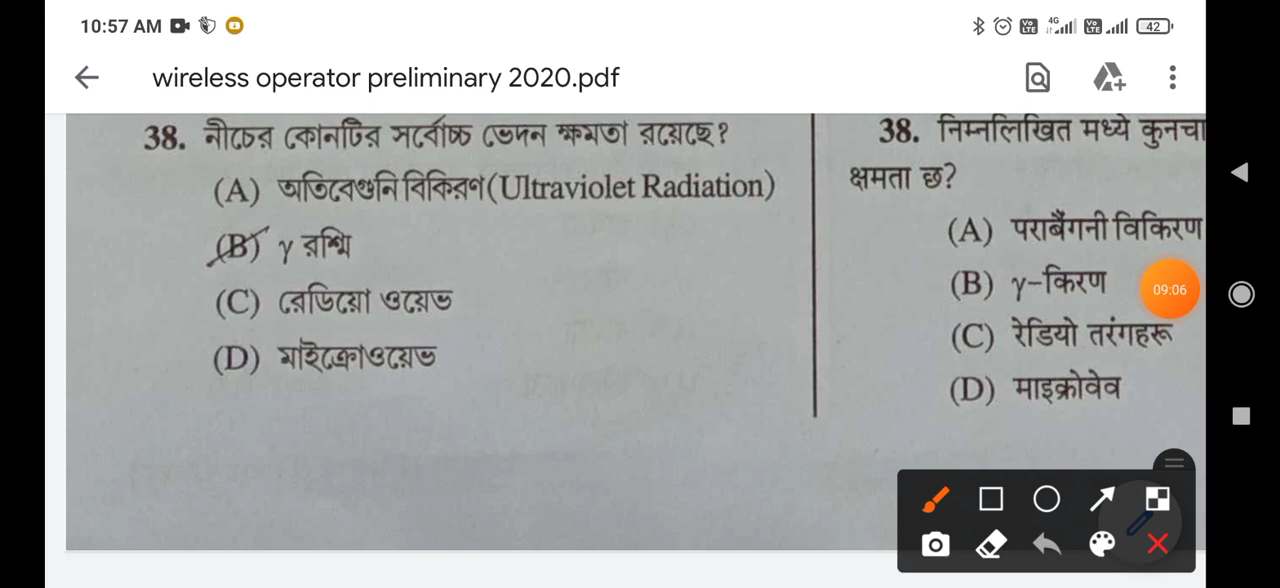 10:57 AM
4G
42
wireless operator preliminary 2020.pdf
38. নীচের কোনটির সর্বোচ্চ ভেদন ক্ষমতা রয়েছে?
(A) অতিবেগুনি বিকিরণ(Ultraviolet Radiation)
(B) γ রশ্মি
(C) রেডিয়ো ওয়েভ
(D) মাইক্রোওয়েভ
38. निम्नलिखित मध्ये कुनचा
क्षमता छ?
(A) पराबैंगनी विकिरण
(B) γ-किरण
(C) रेडियो तरंगहरू
(D) माइक्रोवेव
09:06